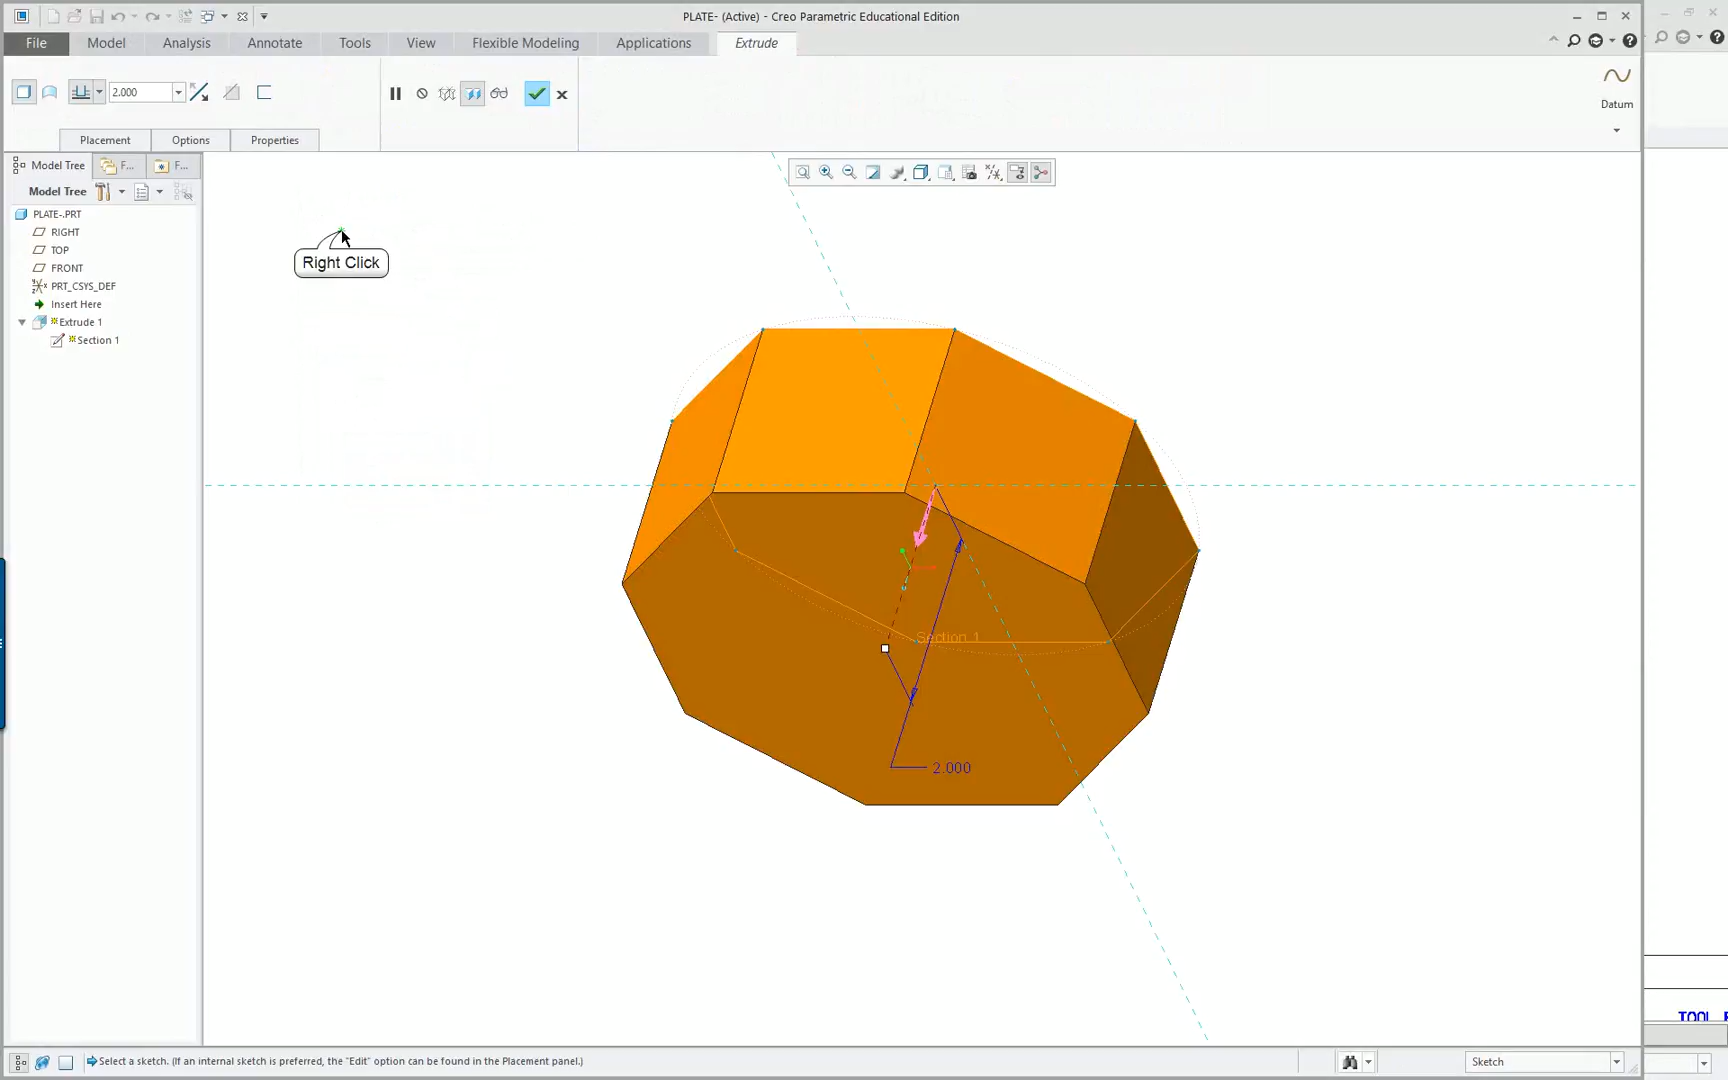 PLATE- (Active) - Creo Parametric Educational Edition
File
Model
Analysis
Annotate
Tools
View
Flexible Modeling
Applications
Extrude
2.000
Datum
Placement
Options
Properties
Model Tree
F...
F...
Model Tree
PLATE-.PRT
RIGHT
TOP
FRONT
PRT_CSYS_DEF
Insert Here
Extrude 1
Section 1
Right Click
Section 1
2.000
TOOL
Select a sketch. (If an internal sketch is preferred, the "Edit" option can be found in the Placement panel.)
Sketch